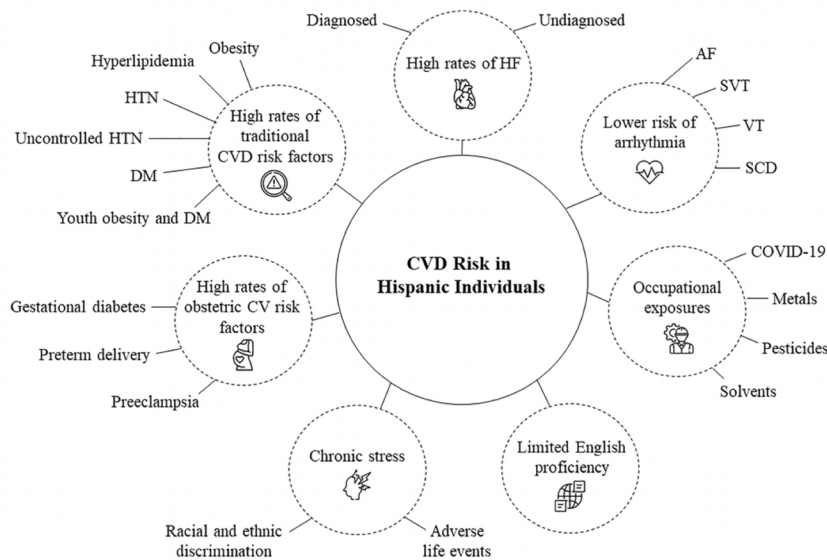 Diagnosed
Undiagnosed
High rates of HF
Obesity
Hyperlipidemia
HTN
Uncontrolled HTN
DM
Youth obesity and DM
High rates of
traditional
CVD risk factors
AF
SVT
VT
SCD
Lower risk of
arrhythmia
CVD Risk in
Hispanic Individuals
High rates of
obstetric CV risk
factors
Gestational diabetes
Preterm delivery
Preeclampsia
Occupational
exposures
COVID-19
Metals
Pesticides
Solvents
Chronic stress
Racial and ethnic
discrimination
Adverse
life events
Limited English
proficiency